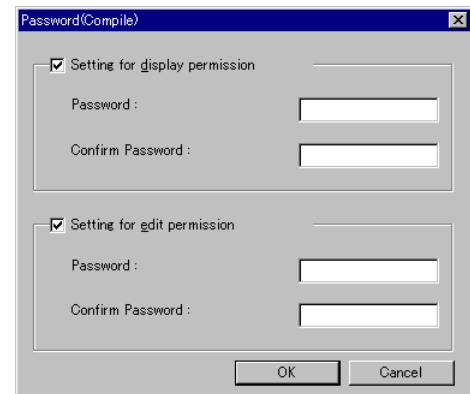 Password(Compile)
Setting for display permission
Password :
Confirm Password :
Setting for edit permission
Password :
Confirm Password :
OK Cancel